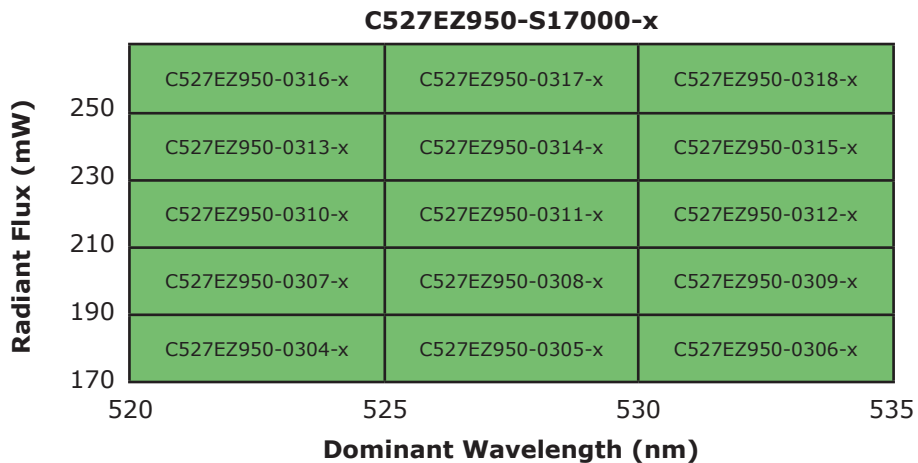 C527EZ950-S17000-x
Radiant Flux (mW)
C527EZ950-0316-x C527EZ950-0317-x C527EZ950-0318-x
250
C527EZ950-0313-x C527EZ950-0314-x C527EZ950-0315-x
230
C527EZ950-0310-x C527EZ950-0311-x C527EZ950-0312-x
210
C527EZ950-0307-x C527EZ950-0308-x C527EZ950-0309-x
190
C527EZ950-0304-x C527EZ950-0305-x C527EZ950-0306-x
170
520 525 530 535
Dominant Wavelength (nm)